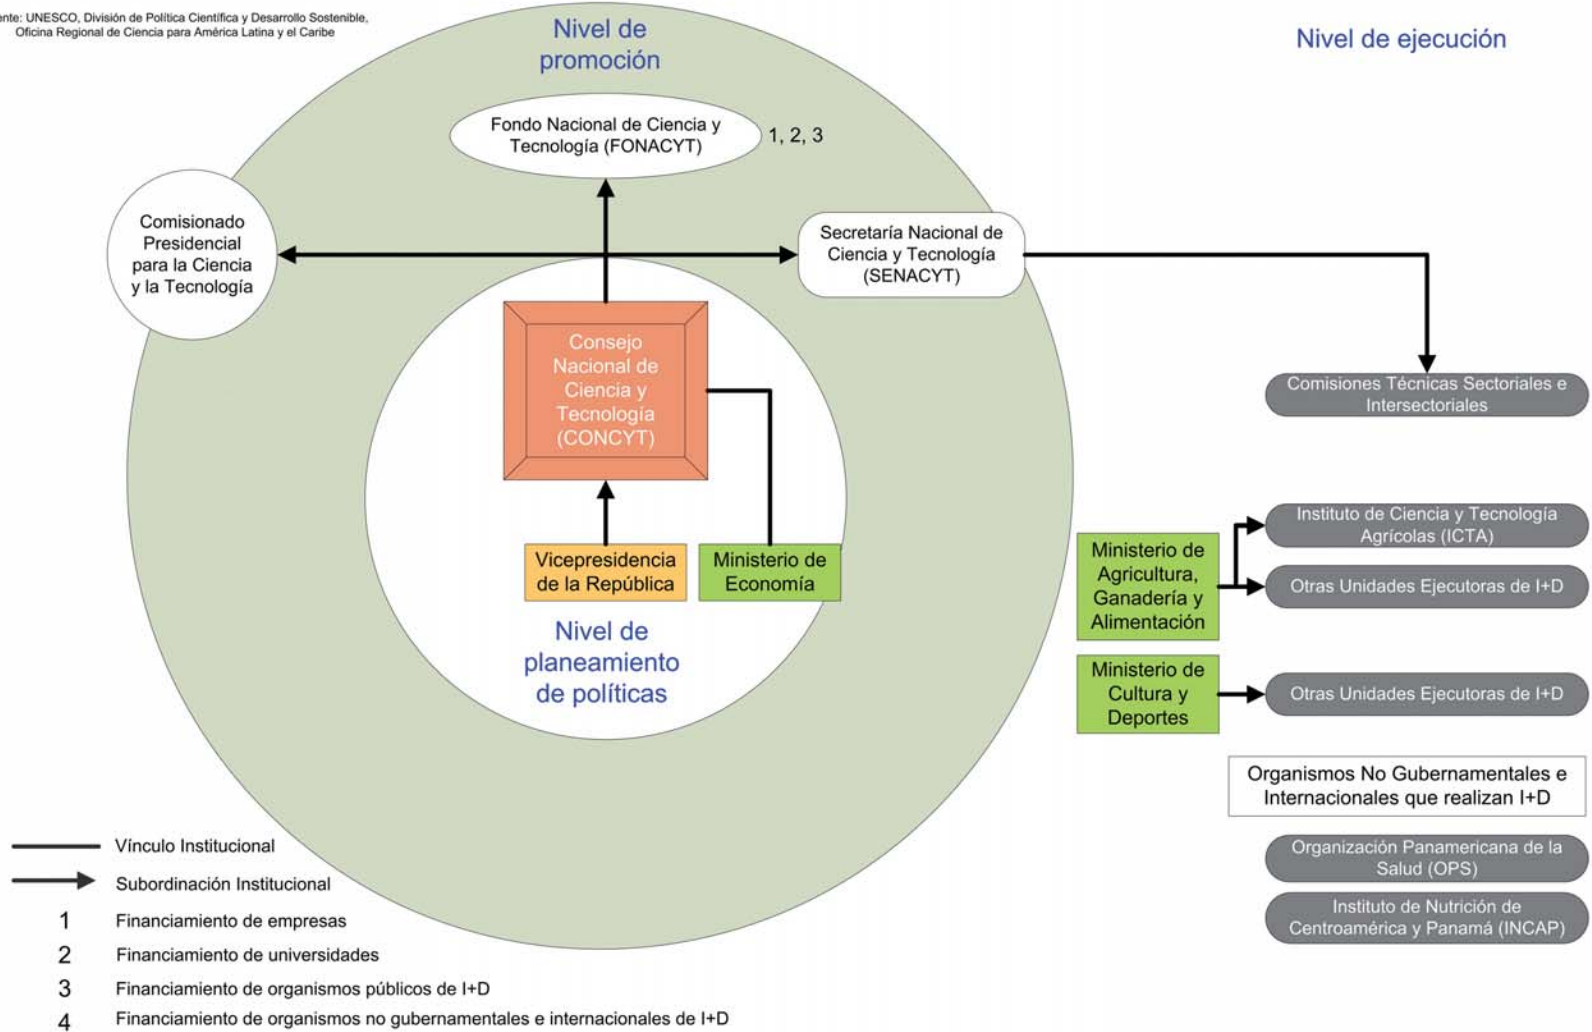 UNESCO, División de Política Científica y Desarrollo Sostenible,
Oficina Regional de Ciencia para América Latina y el Caribe
Nivel de
promoción
Nivel de ejecución
Fondo Nacional de Ciencia y
Tecnología (FONACYT)
1, 2, 3
Comisionado
Presidencial
para la Ciencia
y la Tecnología
Secretaría Nacional de
Ciencia y Tecnología
(SENACYT)
Consejo
Nacional de
Ciencia y
Tecnología
(CONCYT)
Comisiones Técnicas Sectoriales e
Intersectoriales
Vicepresidencia
de la República
Ministerio de
Economía
Nivel de
planeamiento
de políticas
Ministerio de
Agricultura,
Ganadería y
Alimentación
Instituto de Ciencia y Tecnología
Agrícolas (ICTA)
Otras Unidades Ejecutoras de I+D
Ministerio de
Cultura y
Deportes
Otras Unidades Ejecutoras de I+D
Organismos No Gubernamentales e
Internacionales que realizan I+D
Organización Panamericana de la
Salud (OPS)
Instituto de Nutrición de
Centroamérica y Panamá (INCAP)
Vínculo Institucional
Subordinación Institucional
1 Financiamiento de empresas
2 Financiamiento de universidades
3 Financiamiento de organismos públicos de I+D
4 Financiamiento de organismos no gubernamentales e internacionales de I+D